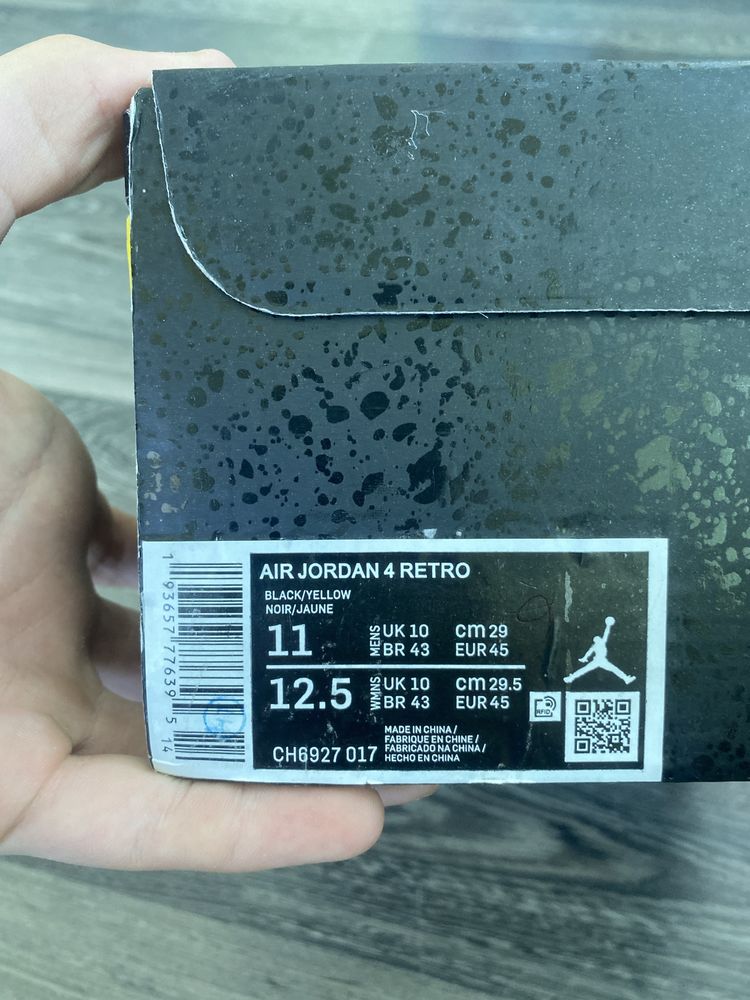 AIR JORDAN 4 RETRO
BLACK/YELLOW
NOIR/JAUNE
11 MENS UK 10 cm 29
BR 43 EUR 45
12.5 WMNS UK 10 cm 29.5
BR 43 EUR 45
RFID
CH6927 017
MADE IN CHINA /
FABRIQUE EN CHINE /
FABRICADO NA CHINA /
HECHO EN CHINA
1 93657 77639 5 14